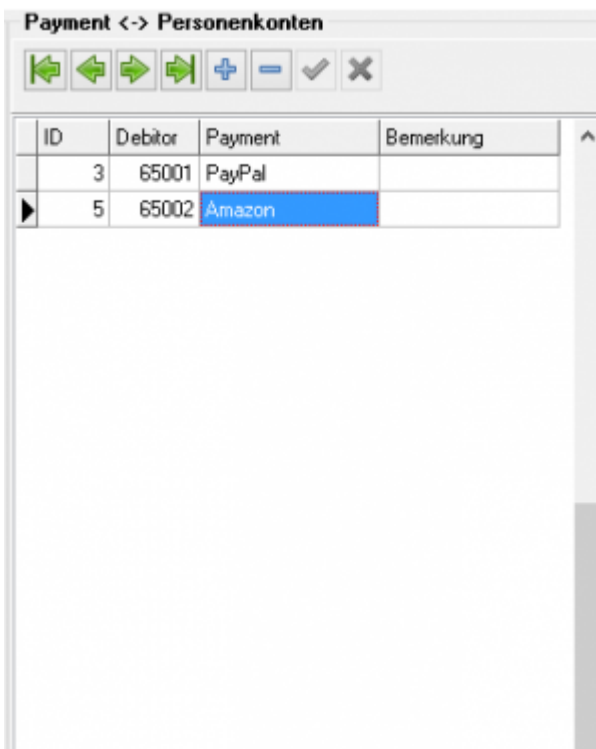 Payment <-> Personenkonten
ID Debitor Payment Bemerkung
3 65001 PayPal
5 65002 Amazon